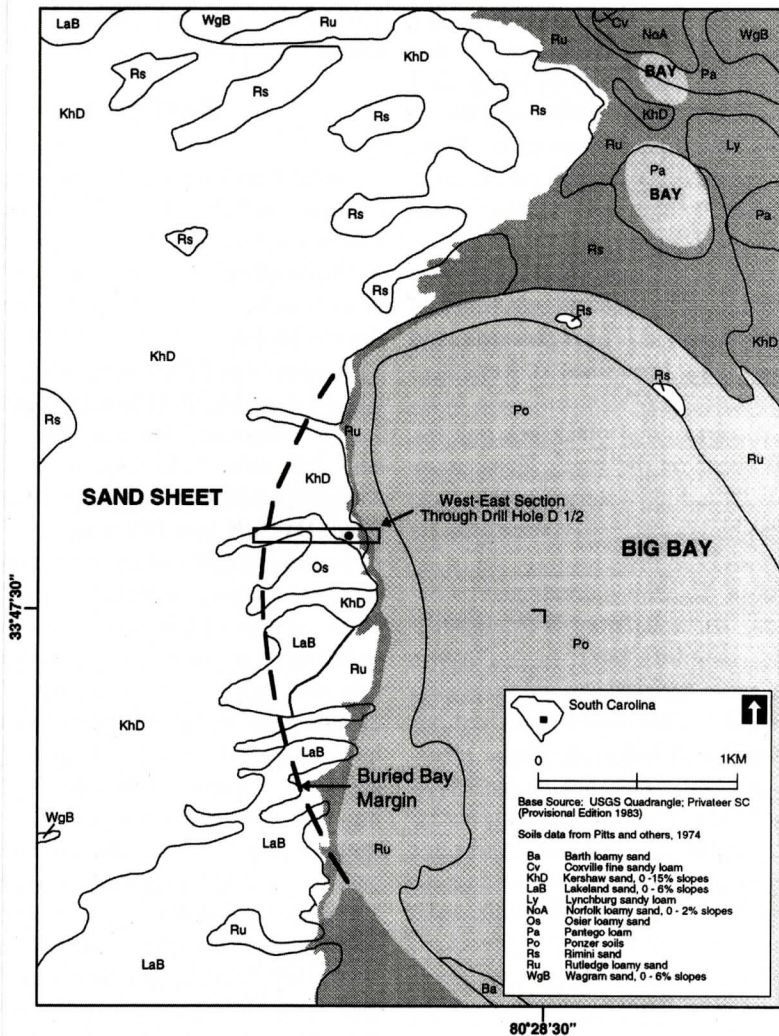 LaB
WgB
Ru
KhD
Ru
Cv
NoA
WgB
Rs
Rs
BAY
Pa
KhD
Rs
Rs
KhD
Ru
Ly
Pa
BAY
Pa
Rs
Rs
Rs
Rs
KhD
KhD
Rs
Rs
Rs
Po
Ru
Ru
SAND SHEET
KhD
West-East Section
Through Drill Hole D 1/2
Os
BIG BAY
33°47'30"
KhD
LaB
Po
Ru
KhD
LaB
Buried Bay
Margin
WgB
LaB
Ru
Ru
LaB
LaB
Ba
South Carolina
0 1KM
Base Source: USGS Quadrangle; Privateer SC
(Provisional Edition 1983)
Soils data from Pitts and others, 1974
Ba Barth loamy sand
Cv Coxville fine sandy loam
KhD Kershaw sand, 0 -15% slopes
LaB Lakeland sand, 0 - 6% slopes
Ly Lynchburg sandy loam
NoA Norfolk loamy sand, 0 - 2% slopes
Os Osier loamy sand
Pa Pantego loam
Po Ponzer soils
Rs Rimini sand
Ru Rutledge loamy sand
WgB Wagram sand, 0 - 6% slopes
80°28'30"